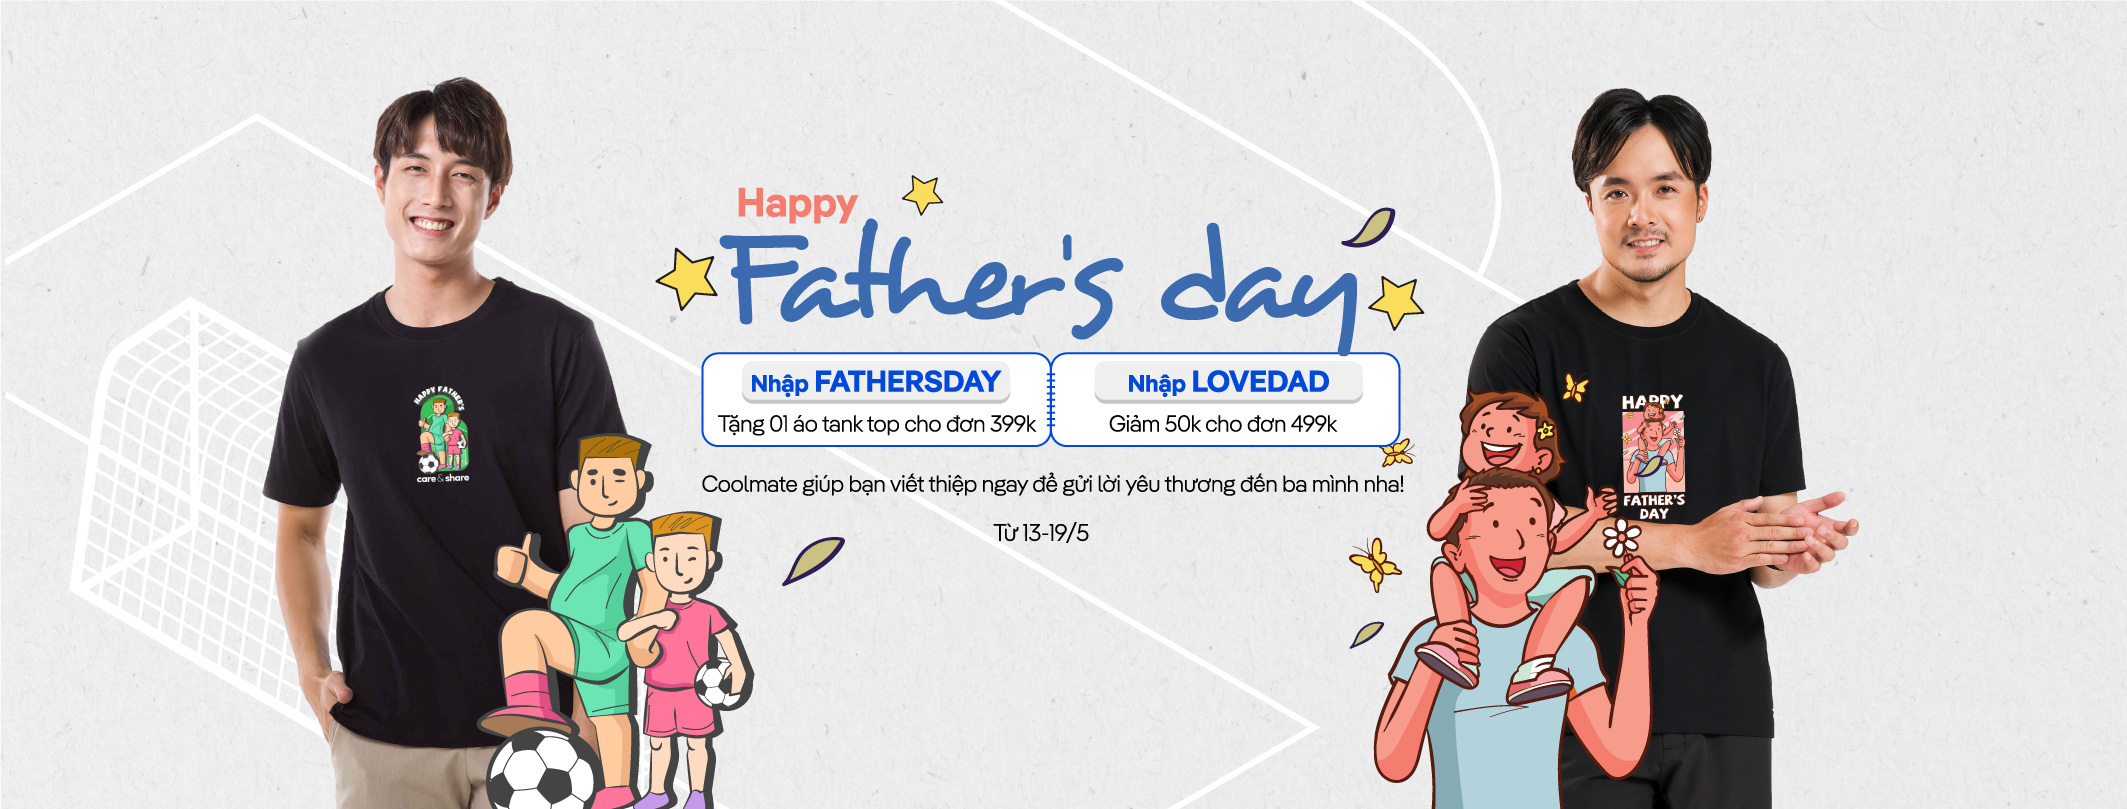 Happy
Father's day
Nhập FATHERSDAY
Tặng 01 áo tank top cho đơn 399k
Nhập LOVEDAD
Giảm 50k cho đơn 499k
Coolmate giúp bạn viết thiệp ngay để gửi lời yêu thương đến ba mình nha!
Từ 13-19/5
HAPPY FATHER'S
care & share
HAPPY
FATHER'S
DAY